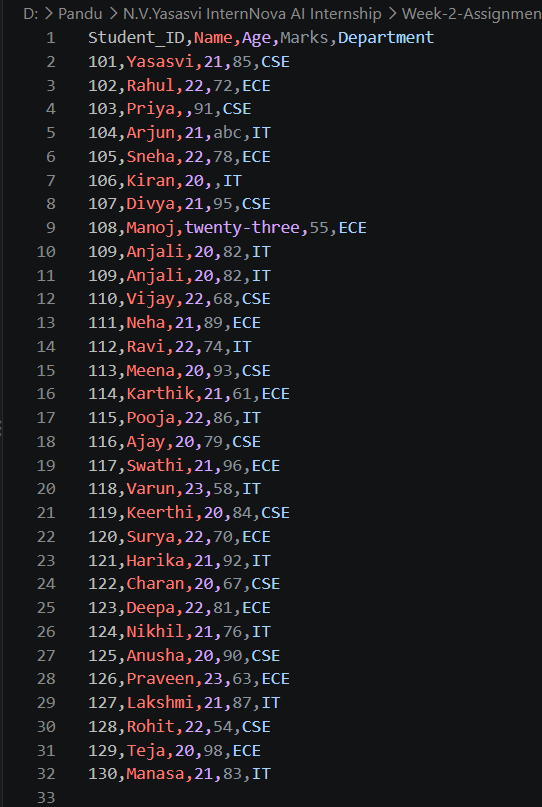 D: > Pandu > N.V.Yasasvi InternNova AI Internship > Week-2-Assignmen
1 Student_ID,Name,Age,Marks,Department
2 101,Yasasvi,21,85,CSE
3 102,Rahul,22,72,ECE
4 103,Priya,,91,CSE
5 104,Arjun,21,abc,IT
6 105,Sneha,22,78,ECE
7 106,Kiran,20,,IT
8 107,Divya,21,95,CSE
9 108,Manoj,twenty-three,55,ECE
10 109,Anjali,20,82,IT
11 109,Anjali,20,82,IT
12 110,Vijay,22,68,CSE
13 111,Neha,21,89,ECE
14 112,Ravi,22,74,IT
15 113,Meena,20,93,CSE
16 114,Karthik,21,61,ECE
17 115,Pooja,22,86,IT
18 116,Ajay,20,79,CSE
19 117,Swathi,21,96,ECE
20 118,Varun,23,58,IT
21 119,Keerthi,20,84,CSE
22 120,Surya,22,70,ECE
23 121,Harika,21,92,IT
24 122,Charan,20,67,CSE
25 123,Deepa,22,81,ECE
26 124,Nikhil,21,76,IT
27 125,Anusha,20,90,CSE
28 126,Praveen,23,63,ECE
29 127,Lakshmi,21,87,IT
30 128,Rohit,22,54,CSE
31 129,Teja,20,98,ECE
32 130,Manasa,21,83,IT
33